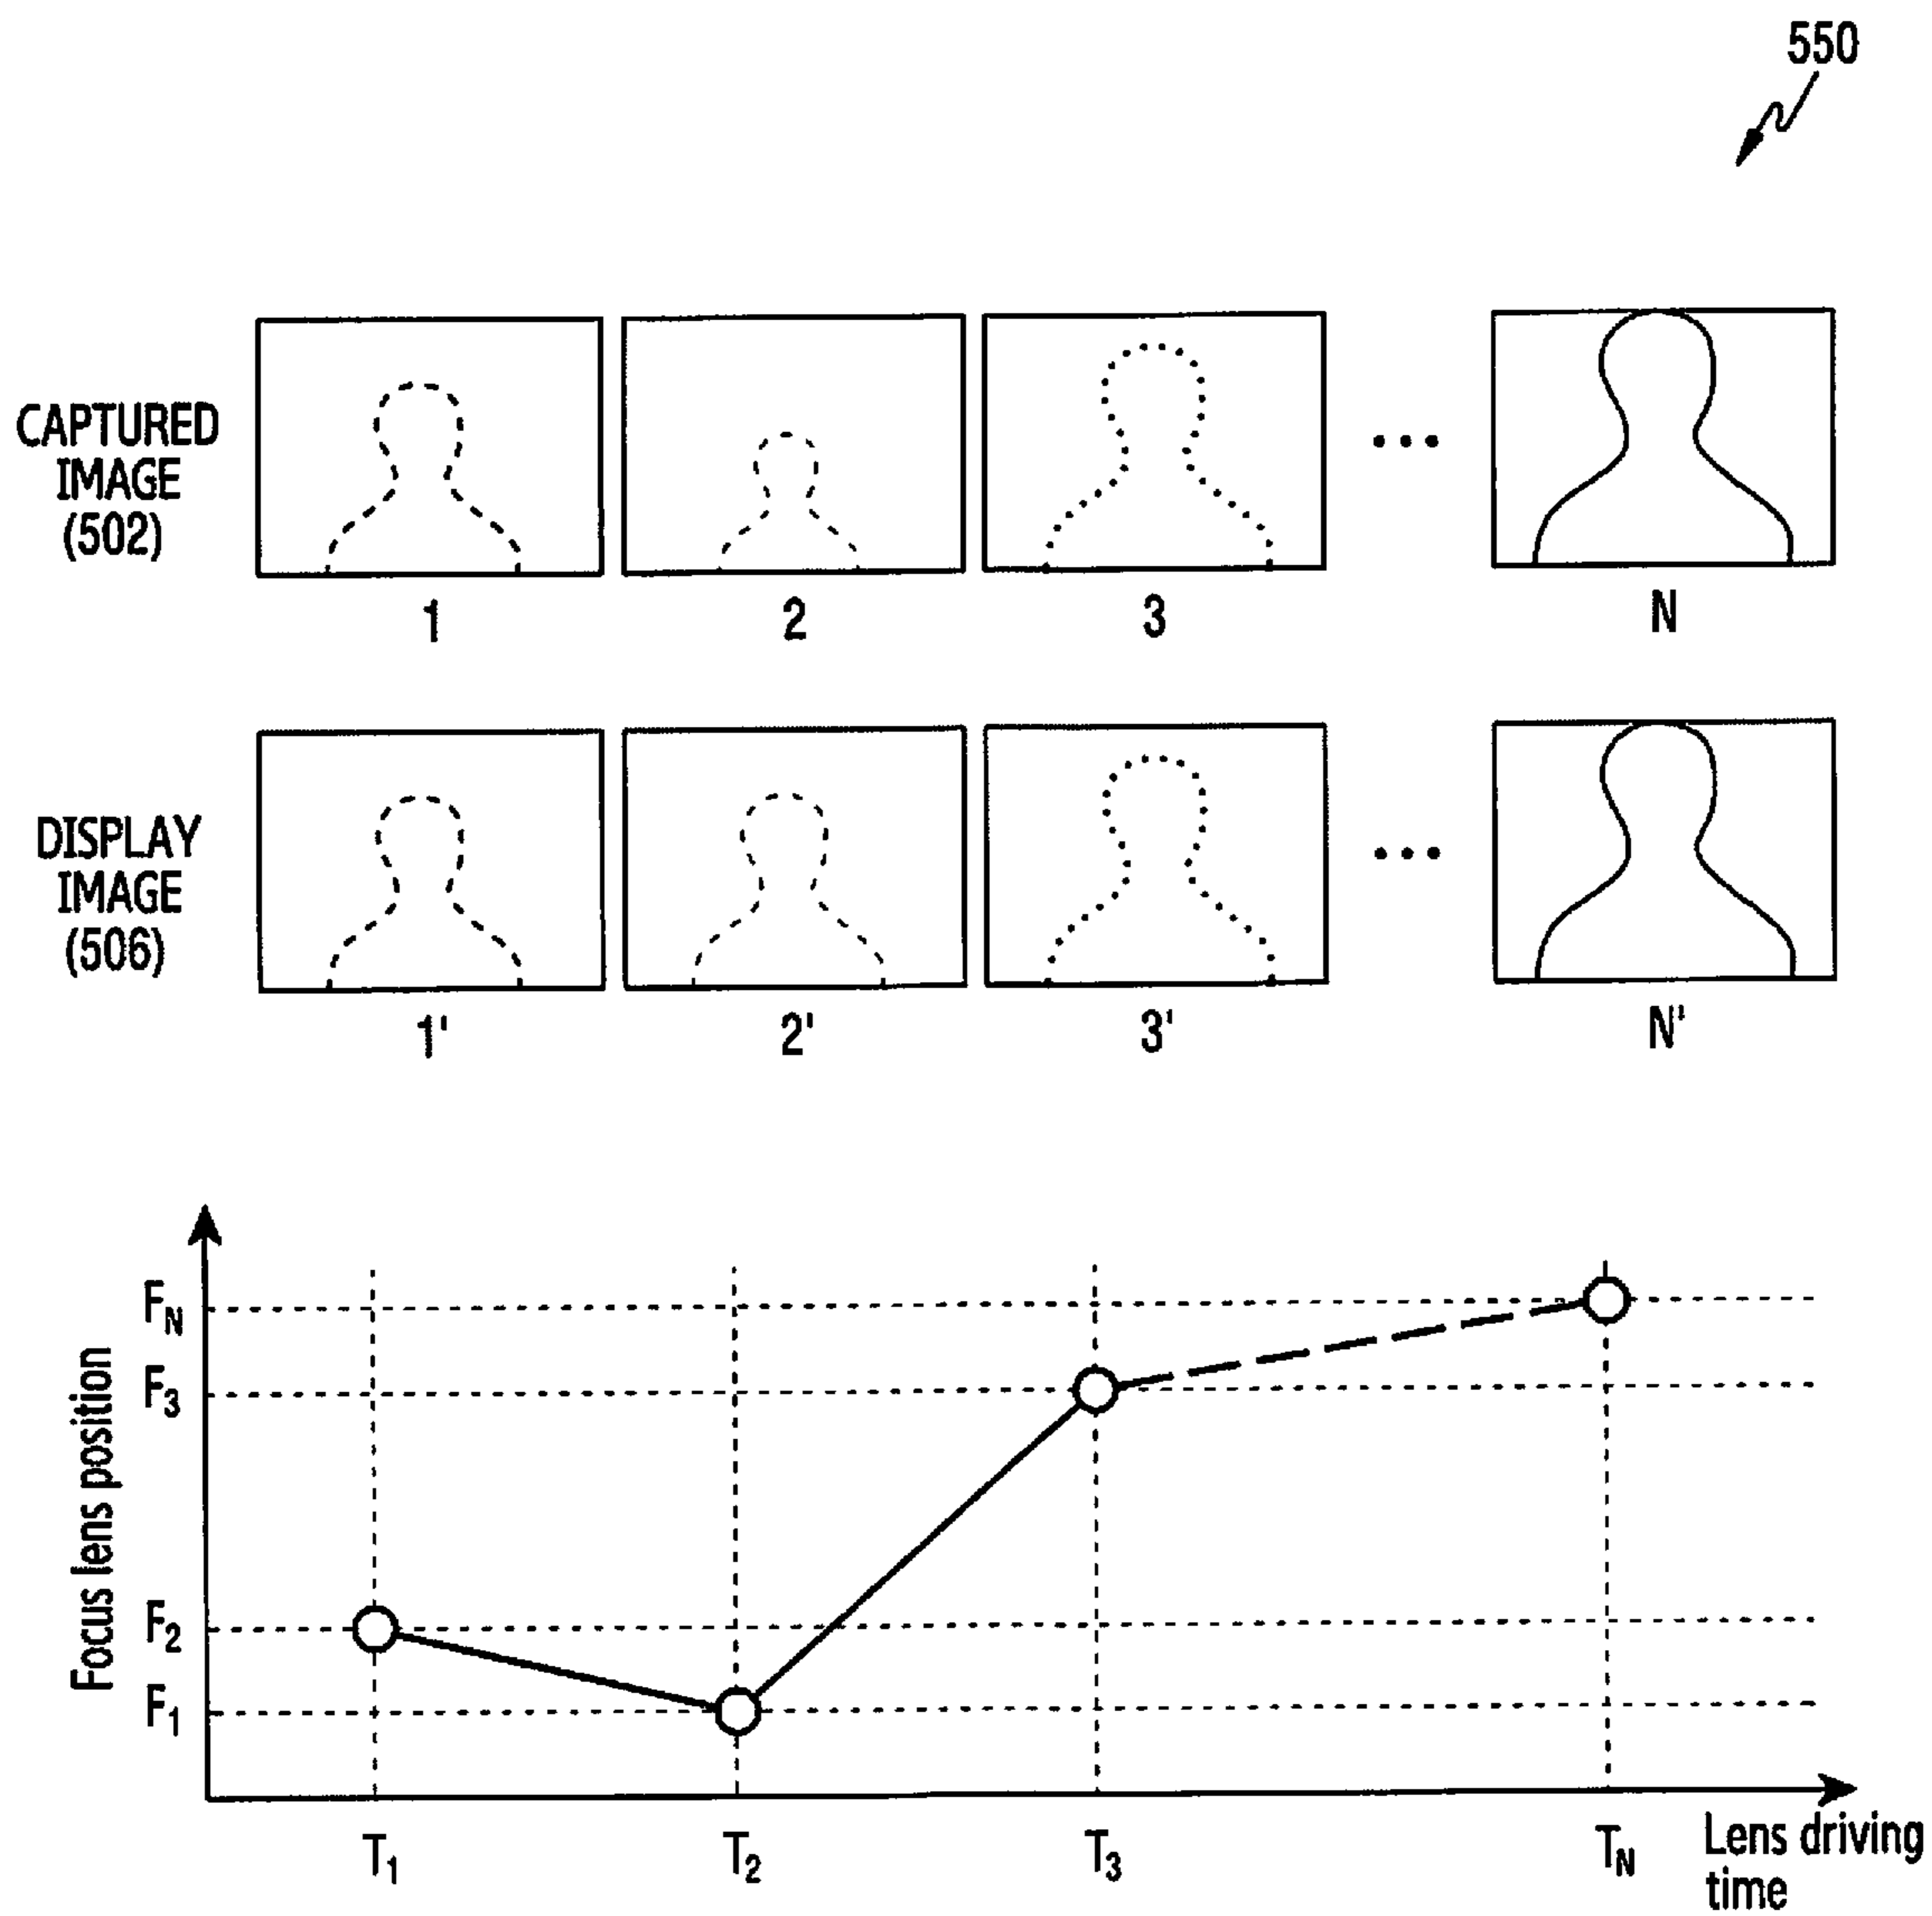 550
CAPTURED
IMAGE
(502)
1
2
3
N
DISPLAY
IMAGE
(506)
1'
2'
3'
N'
Focus lens position
FN
F3
F2
F1
T1
T2
T3
TN
Lens driving
time